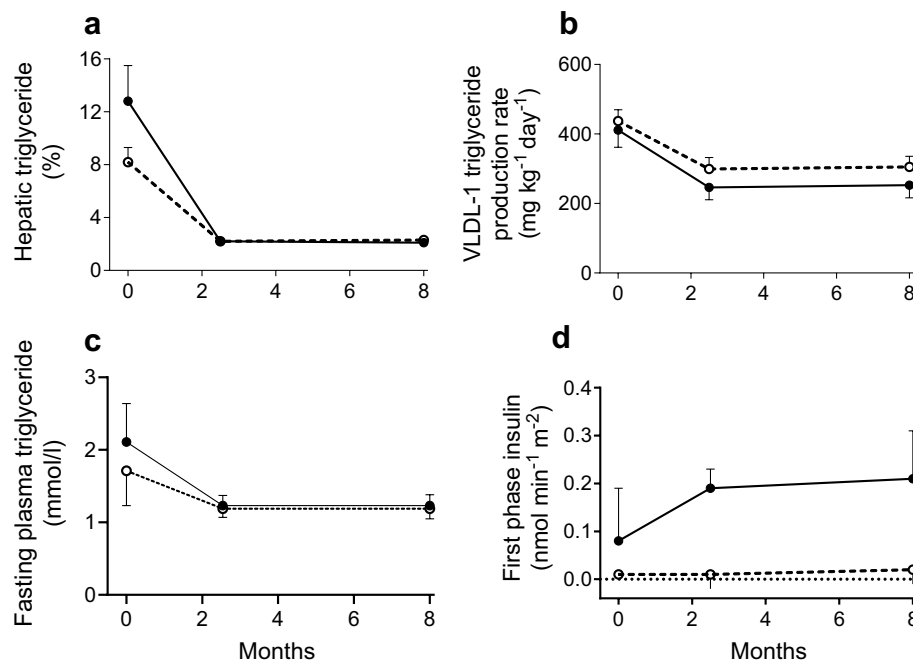 a
16
12
8
4
0
0 2 4 6 8
Hepatic triglyceride
(%)
b
600
400
200
0
0 2 4 6 8
VLDL-1 triglyceride
production rate
(mg kg⁻¹ day⁻¹)
c
3
2
1
0
0 2 4 6 8
Fasting plasma triglyceride
(mmol/l)
Months
d
0.4
0.3
0.2
0.1
0.0
0 2 4 6 8
First phase insulin
(nmol min⁻¹ m⁻²)
Months